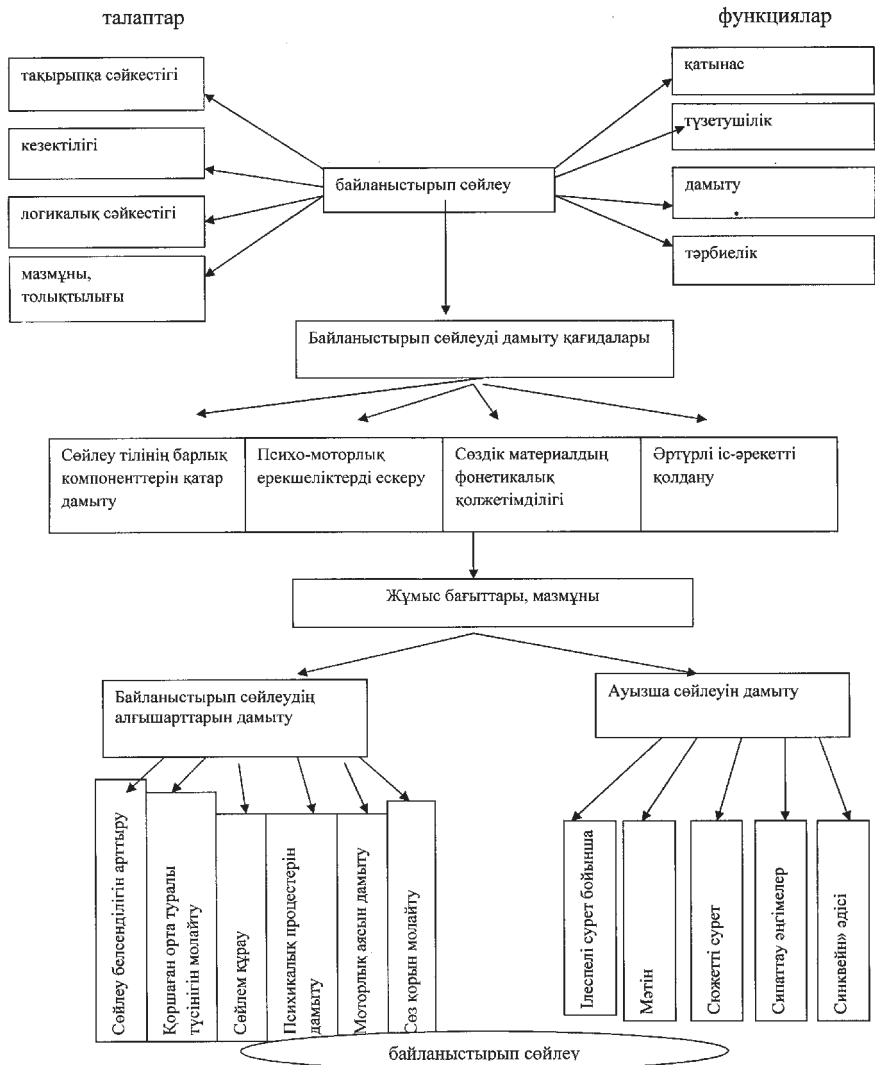 талаптар
функциялар
тақырыпқа сәйкестігі
кезектілігі
логикалық сәйкестігі
мазмұны,
толықтылығы
байланыстырып сөйлеу
қатынас
түзетушілік
дамыту
тәрбиелік
Байланыстырып сөйлеуді дамыту қағидалары
Сөйлеу тілінің барлық
компоненттерін қатар
дамыту
Психо-моторлық
ерекшеліктерді ескеру
Сөздік материалдың
фонетикалық
қолжетімділігі
Әртүрлі іс-әрекетті
қолдану
Жұмыс бағыттары, мазмұны
Байланыстырып сөйлеудің
алғышарттарын дамыту
Ауызша сөйлеуін дамыту
Сөйлеу белсенділігін арттыру
Қоршаған орта туралы
түсінігін молайту
Сөйлем құрау
Психикалық процестерін
дамыту
Моторлық аясын дамыту
Сөз қорын молайту
Ілеспелі сурет бойынша
Мәтін
Сюжетті сурет
Сипаттау әңгімелер
Синквейн» әдісі
байланыстырып сөйлеу